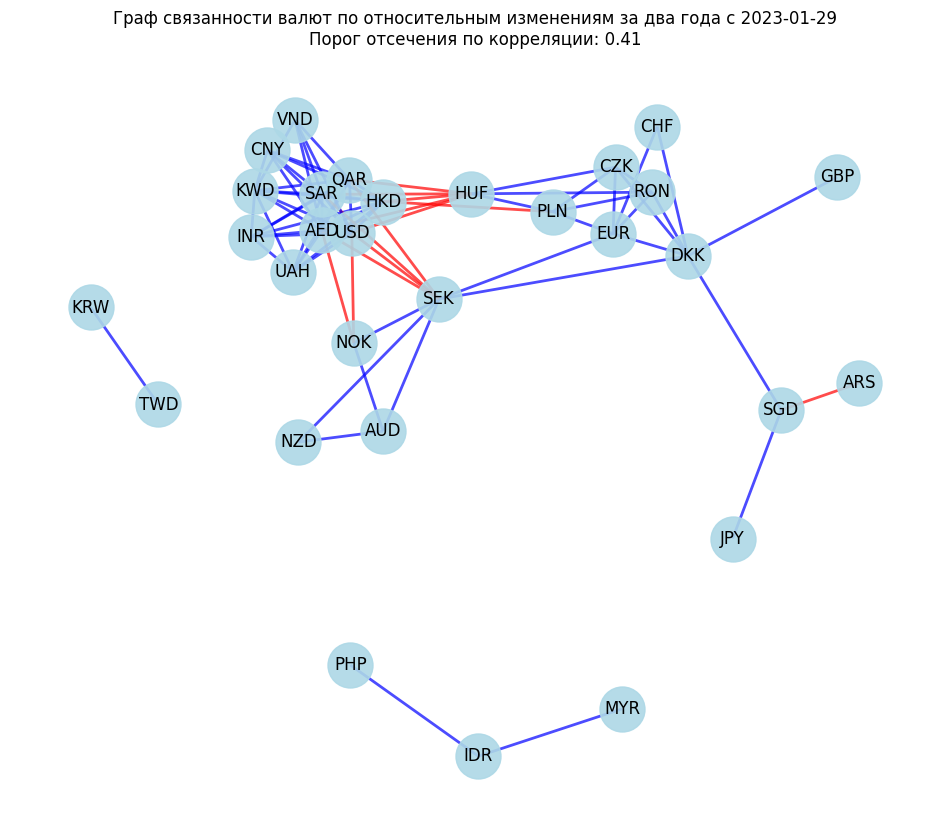 Граф связанности валют по относительным изменениям за два года с 2023-01-29
Порог отсечения по корреляции: 0.41
VND
CHF
CNY
CZK
GBP
QAR
KWD
SAR
HUF
RON
HKD
PLN
INR
AED
USD
EUR
DKK
UAH
SEK
KRW
NOK
ARS
TWD
SGD
AUD
NZD
JPY
PHP
MYR
IDR